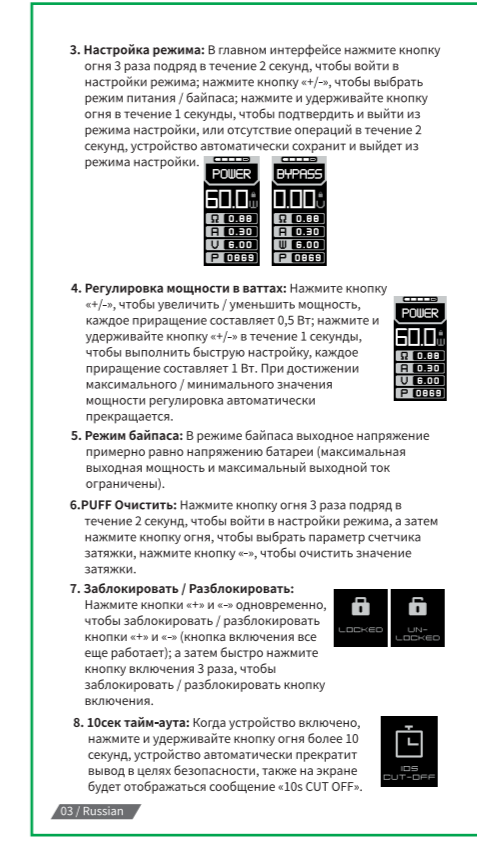 3. Настройка режима: В главном интерфейсе нажмите кнопку
огня 3 раза подряд в течение 2 секунд, чтобы войти в
настройки режима; нажмите кнопку «+/-», чтобы выбрать
режим питания / байпаса; нажмите и удерживайте кнопку
огня в течение 1 секунды, чтобы подтвердить и выйти из
режима настройки, или отсутствие операций в течение 2
секунд, устройство автоматически сохранит и выйдет из
режима настройки.
POWER
60.0 W
Ω 0.88
A 0.30
V 6.00
P 0869
BYPASS
0.00 V
Ω 0.88
A 0.30
W 6.00
P 0869
4. Регулировка мощности в ваттах: Нажмите кнопку
«+/-», чтобы увеличить / уменьшить мощность,
каждое приращение составляет 0,5 Вт; нажмите и
удерживайте кнопку «+/-» в течение 1 секунды,
чтобы выполнить быструю настройку, каждое
приращение составляет 1 Вт. При достижении
максимального / минимального значения
мощности регулировка автоматически
прекращается.
POWER
60.0 W
Ω 0.88
A 0.30
V 6.00
P 0869
5. Режим байпаса: В режиме байпаса выходное напряжение
примерно равно напряжению батареи (максимальная
выходная мощность и максимальный выходной ток
ограничены).
6.PUFF Очистить: Нажмите кнопку огня 3 раза подряд в
течение 2 секунд, чтобы войти в настройки режима, а затем
нажмите кнопку огня, чтобы выбрать параметр счетчика
затяжки, нажмите кнопку «-», чтобы очистить значение
затяжки.
7. Заблокировать / Разблокировать:
Нажмите кнопки «+» и «-» одновременно,
чтобы заблокировать / разблокировать
кнопки «+» и «-» (кнопка включения все
еще работает); а затем быстро нажмите
кнопку включения 3 раза, чтобы
заблокировать / разблокировать кнопку
включения.
LOCKED
UN-
LOCKED
8. 10сек тайм-аута: Когда устройство включено,
нажмите и удерживайте кнопку огня более 10
секунд, устройство автоматически прекратит
вывод в целях безопасности, также на экране
будет отображаться сообщение «10s CUT OFF».
10S
CUT-OFF
03 / Russian